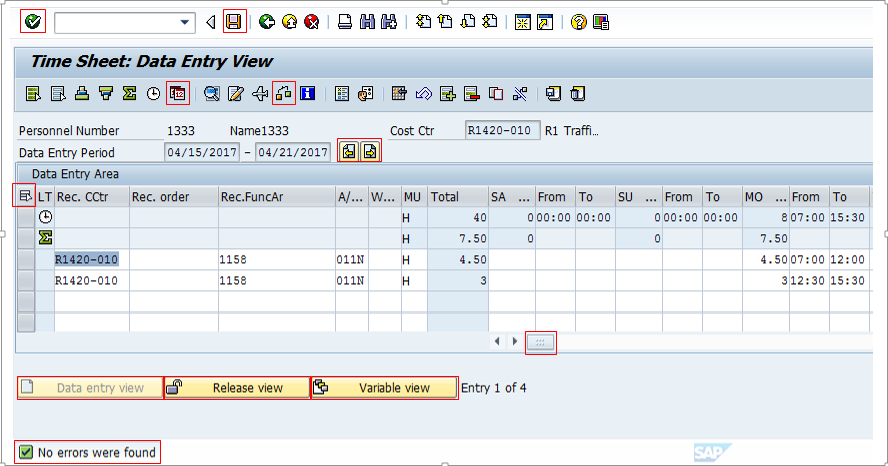 Time Sheet: Data Entry View
12
Personnel Number 1333 Name1333 Cost Ctr R1420-010 R1 Traffi...
Data Entry Period 04/15/2017 - 04/21/2017
Data Entry Area
LT Rec. CCtr Rec. order Rec.FuncAr A/... W... MU Total SA ... From To SU ... From To MO ... From To
H 40 0 00:00 00:00 0 00:00 00:00 8 07:00 15:30
H 7.50 0 0 7.50
R1420-010 1158 011N H 4.50 4.50 07:00 12:00
R1420-010 1158 011N H 3 3 12:30 15:30
Data entry view Release view Variable view Entry 1 of 4
No errors were found
SAP